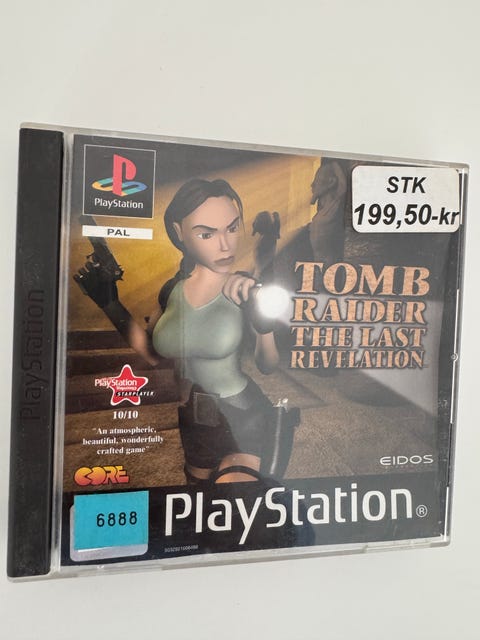 PlayStation
PAL
STK
199,50-kr
TOMB
RAIDER
THE LAST
REVELATION
PlayStation
STARPLAYER
10/10
"An atmospheric,
beautiful, wonderfully
crafted game"
CORE
EIDOS
6888
PlayStation®
PlayStation